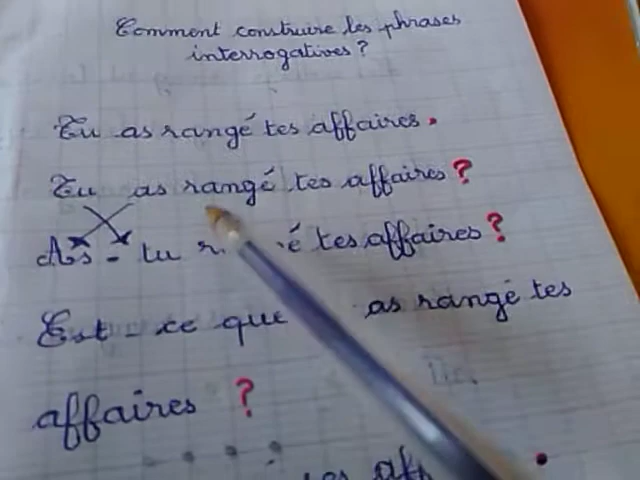 Comment construire les phrases
interrogatives ?
Tu as rangé tes affaires.
Tu as rangé tes affaires ?
As-tu tes affaires ?
Est-ce que as rangé tes
affaires ?